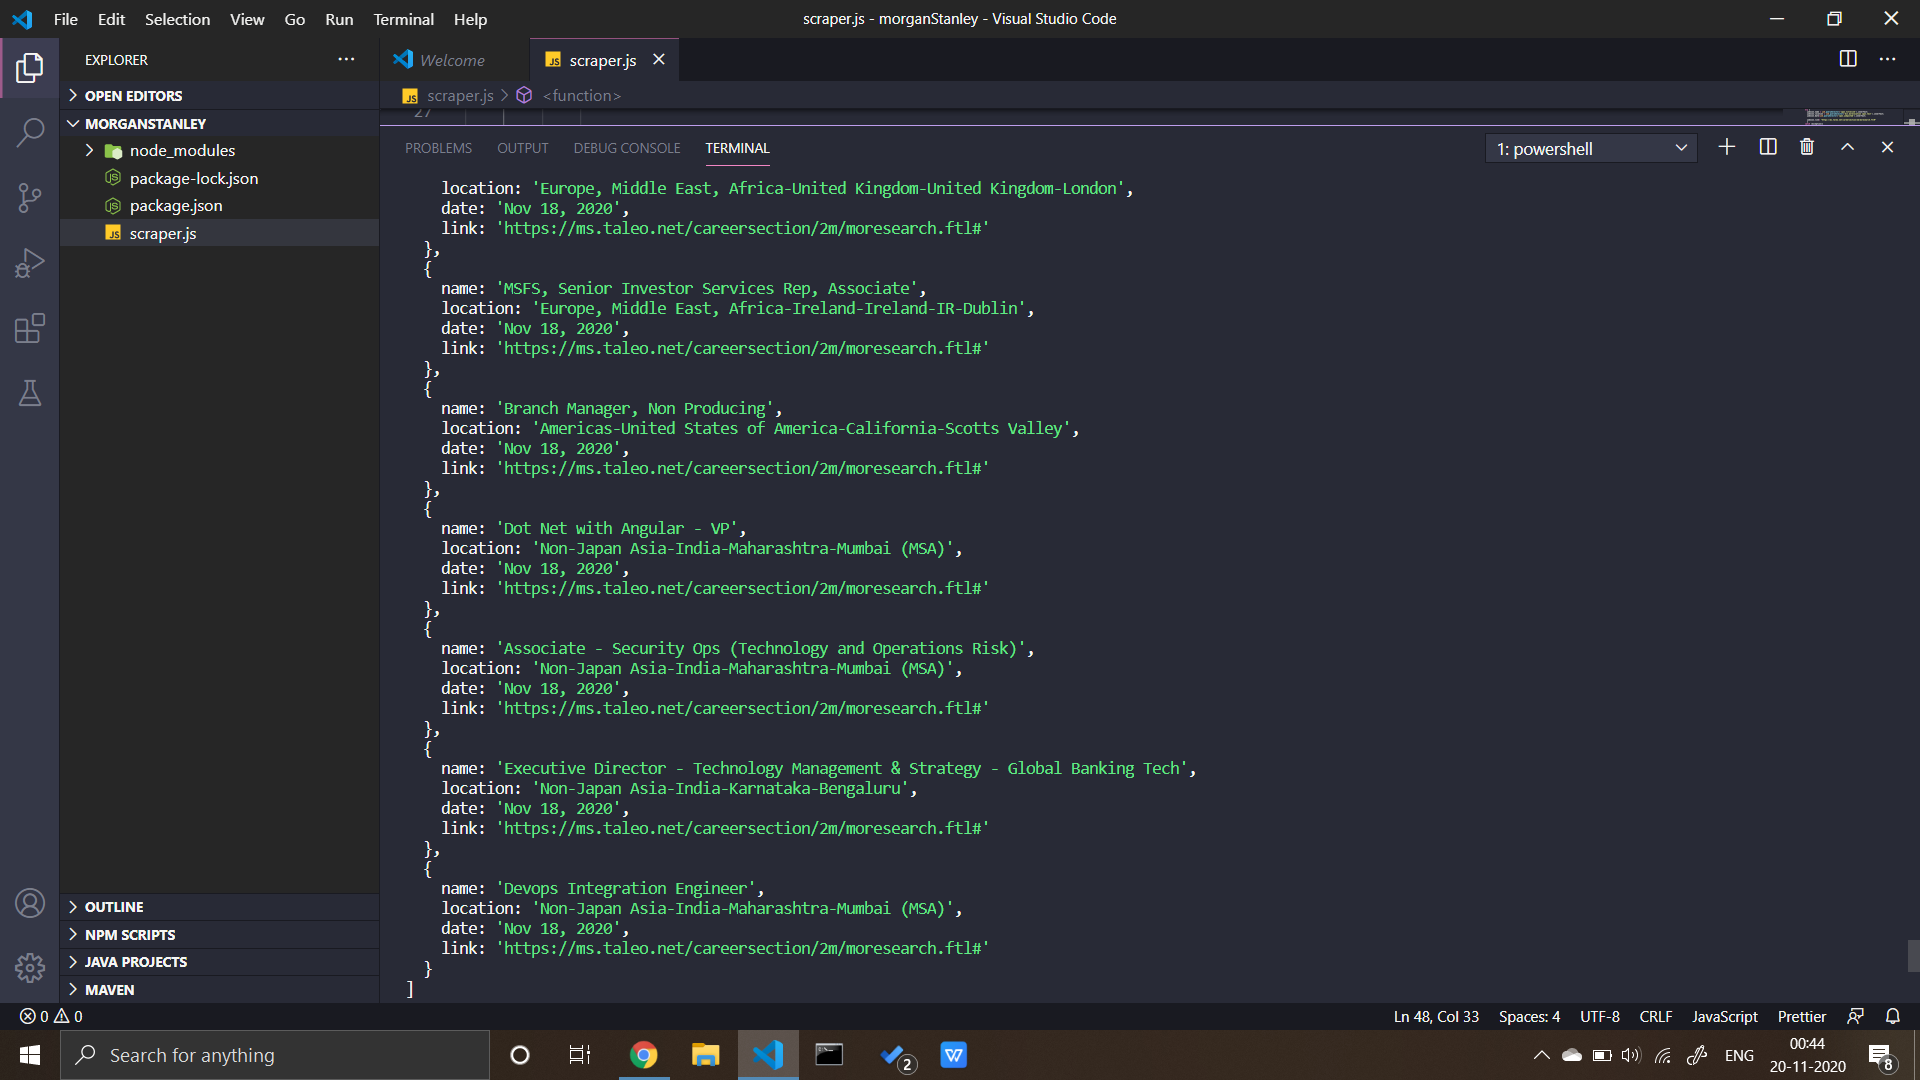 File Edit Selection View Go Run Terminal Help
scraper.js - morganStanley - Visual Studio Code
EXPLORER
OPEN EDITORS
MORGANSTANLEY
node_modules
package-lock.json
package.json
scraper.js
OUTLINE
NPM SCRIPTS
JAVA PROJECTS
MAVEN
Welcome
scraper.js
scraper.js > <function>
27
PROBLEMS OUTPUT DEBUG CONSOLE TERMINAL
1: powershell
location: 'Europe, Middle East, Africa-United Kingdom-United Kingdom-London',
date: 'Nov 18, 2020',
link: 'https://ms.taleo.net/careersection/2m/moresearch.ftl#'
},
{
name: 'MSFS, Senior Investor Services Rep, Associate',
location: 'Europe, Middle East, Africa-Ireland-Ireland-IR-Dublin',
date: 'Nov 18, 2020',
link: 'https://ms.taleo.net/careersection/2m/moresearch.ftl#'
},
{
name: 'Branch Manager, Non Producing',
location: 'Americas-United States of America-California-Scotts Valley',
date: 'Nov 18, 2020',
link: 'https://ms.taleo.net/careersection/2m/moresearch.ftl#'
},
{
name: 'Dot Net with Angular - VP',
location: 'Non-Japan Asia-India-Maharashtra-Mumbai (MSA)',
date: 'Nov 18, 2020',
link: 'https://ms.taleo.net/careersection/2m/moresearch.ftl#'
},
{
name: 'Associate - Security Ops (Technology and Operations Risk)',
location: 'Non-Japan Asia-India-Maharashtra-Mumbai (MSA)',
date: 'Nov 18, 2020',
link: 'https://ms.taleo.net/careersection/2m/moresearch.ftl#'
},
{
name: 'Executive Director - Technology Management & Strategy - Global Banking Tech',
location: 'Non-Japan Asia-India-Karnataka-Bengaluru',
date: 'Nov 18, 2020',
link: 'https://ms.taleo.net/careersection/2m/moresearch.ftl#'
},
{
name: 'Devops Integration Engineer',
location: 'Non-Japan Asia-India-Maharashtra-Mumbai (MSA)',
date: 'Nov 18, 2020',
link: 'https://ms.taleo.net/careersection/2m/moresearch.ftl#'
}
]
0 0
Ln 48, Col 33 Spaces: 4 UTF-8 CRLF JavaScript Prettier
Search for anything
2
W
ENG
00:44
20-11-2020
8